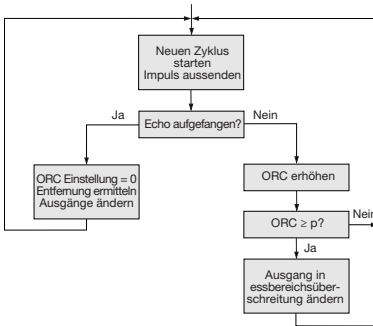 Neuen Zyklus
starten
Impuls aussenden
Echo aufgefangen?
Ja
Nein
ORC Einstellung = 0
Entfernung ermitteln
Ausgänge ändern
ORC erhöhen
ORC ≥ p?
Nein
Ja
Ausgang in
essbereichsüber-
schreitung ändern